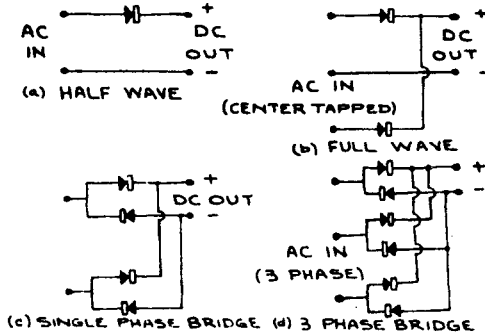 AC IN
+
DC OUT
-
(a) HALF WAVE
+
DC OUT
-
AC IN
(CENTER TAPPED)
(b) FULL WAVE
+
DC OUT
-
(c) SINGLE PHASE BRIDGE
+
-
AC IN
(3 PHASE)
(d) 3 PHASE BRIDGE